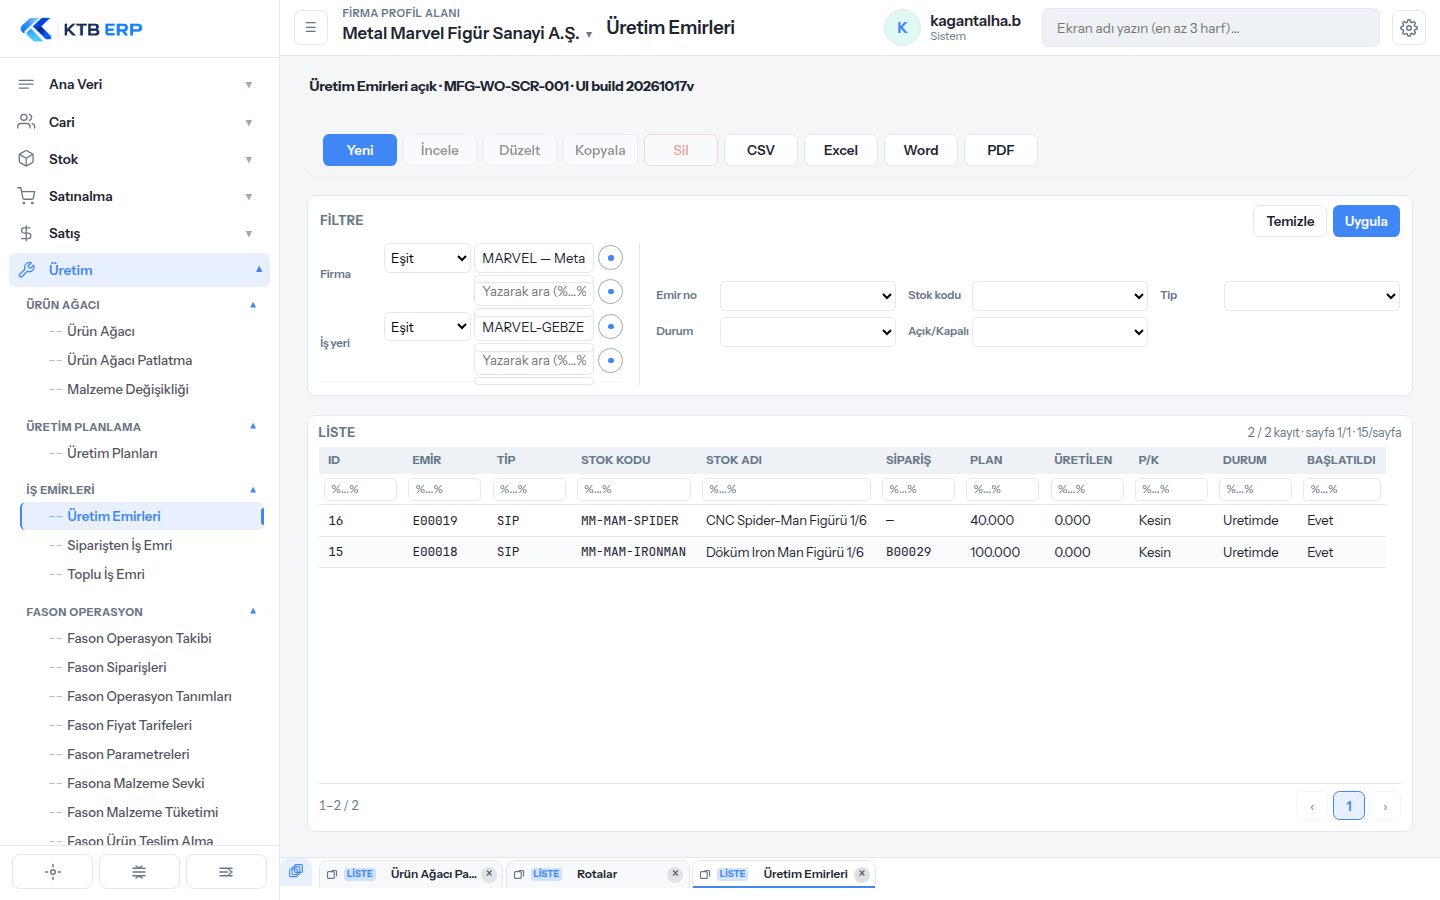 KTB ERP
Ana Veri
Cari
Stok
Satınalma
Satış
Üretim
ÜRÜN AĞACI
Ürün Ağacı
Ürün Ağacı Patlatma
Malzeme Değişikliği
ÜRETİM PLANLAMA
Üretim Planları
İŞ EMİRLERİ
Üretim Emirleri
Siparişten İş Emri
Toplu İş Emri
FASON OPERASYON
Fason Operasyon Takibi
Fason Siparişleri
Fason Operasyon Tanımları
Fason Fiyat Tarifeleri
Fason Parametreleri
Fasona Malzeme Sevki
Fason Malzeme Tüketimi
Fason Ürün Teslim Alma
FİRMA PROFİL ALANI
Metal Marvel Figür Sanayi A.Ş.
Üretim Emirleri
K
kagantalha.b
Sistem
Ekran adı yazın (en az 3 harf)...
Üretim Emirleri açık · MFG-WO-SCR-001 · UI build 20261017v
Yeni İncele Düzelt Kopyala Sil CSV Excel Word PDF
FİLTRE
Temizle Uygula
Firma Eşit MARVEL — Meta
Yazarak ara (%...%
İş yeri Eşit MARVEL-GEBZE
Yazarak ara (%...%
Emir no Stok kodu Tip
Durum Açık/Kapalı
LİSTE
2 / 2 kayıt · sayfa 1/1 · 15/sayfa
ID EMİR TİP STOK KODU STOK ADI SİPARİŞ PLAN ÜRETİLEN P/K DURUM BAŞLATILDI
%...% %...% %...% %...% %...% %...% %...% %...% %...% %...% %...%
16 E00019 SIP MM-MAM-SPIDER CNC Spider-Man Figürü 1/6 — 40.000 0.000 Kesin Uretimde Evet
15 E00018 SIP MM-MAM-IRONMAN Döküm Iron Man Figürü 1/6 B00029 100.000 0.000 Kesin Uretimde Evet
1–2 / 2
‹ 1 ›
LİSTE Ürün Ağacı Pa... ×
LİSTE Rotalar ×
LİSTE Üretim Emirleri ×